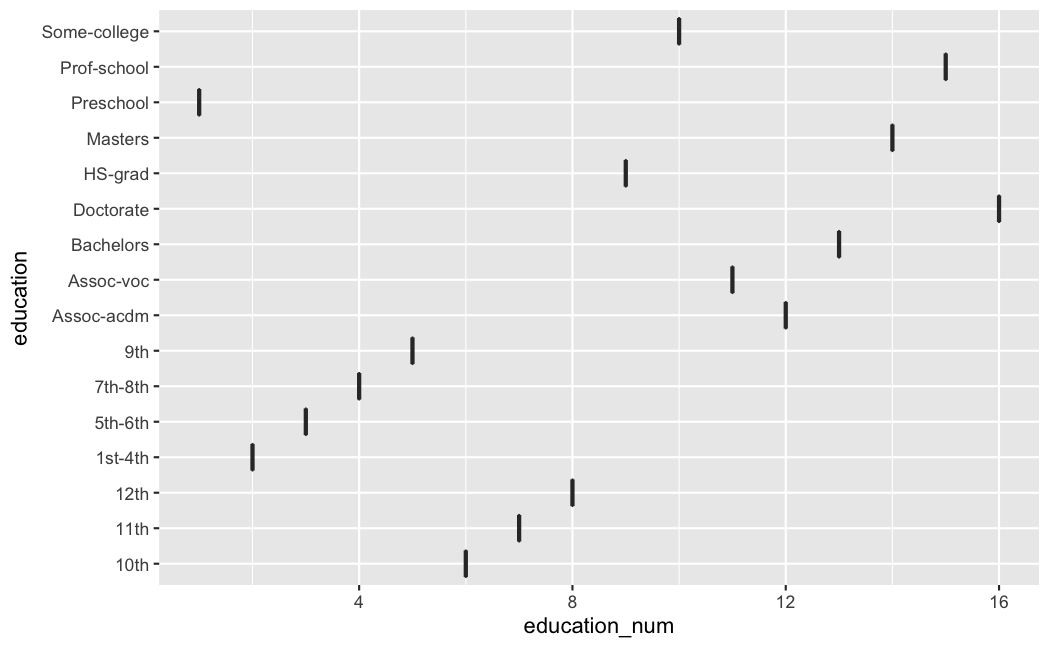 Some-college
Prof-school
Preschool
Masters
HS-grad
Doctorate
Bachelors
Assoc-voc
Assoc-acdm
9th
7th-8th
5th-6th
1st-4th
12th
11th
10th
education
4 8 12 16
education_num